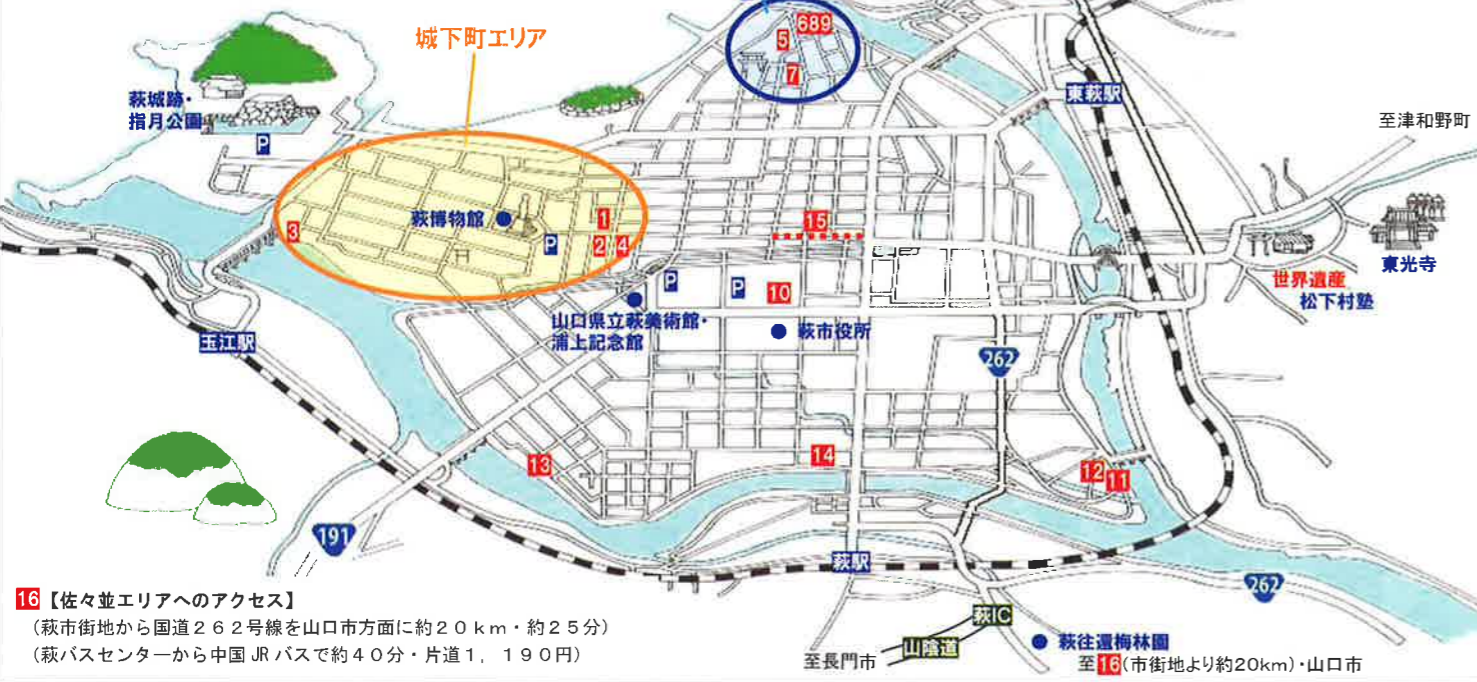 城下町エリア
689
5
7
萩城跡・
指月公園
P
東萩駅
至津和野町
萩博物館
1
3
P
2
4
15
東光寺
世界遺産
松下村塾
P
P
10
山口県立萩美術館・
浦上記念館
萩市役所
玉江駅
262
13
14
12
11
191
萩駅
262
16【佐々並エリアへのアクセス】
(萩市街地から国道262号線を山口市方面に約20km・約25分)
(萩バスセンターから中国JRバスで約40分・片道1,190円)
萩IC
山陰道
至長門市
萩往還梅林園
至16(市街地より約20km)・山口市